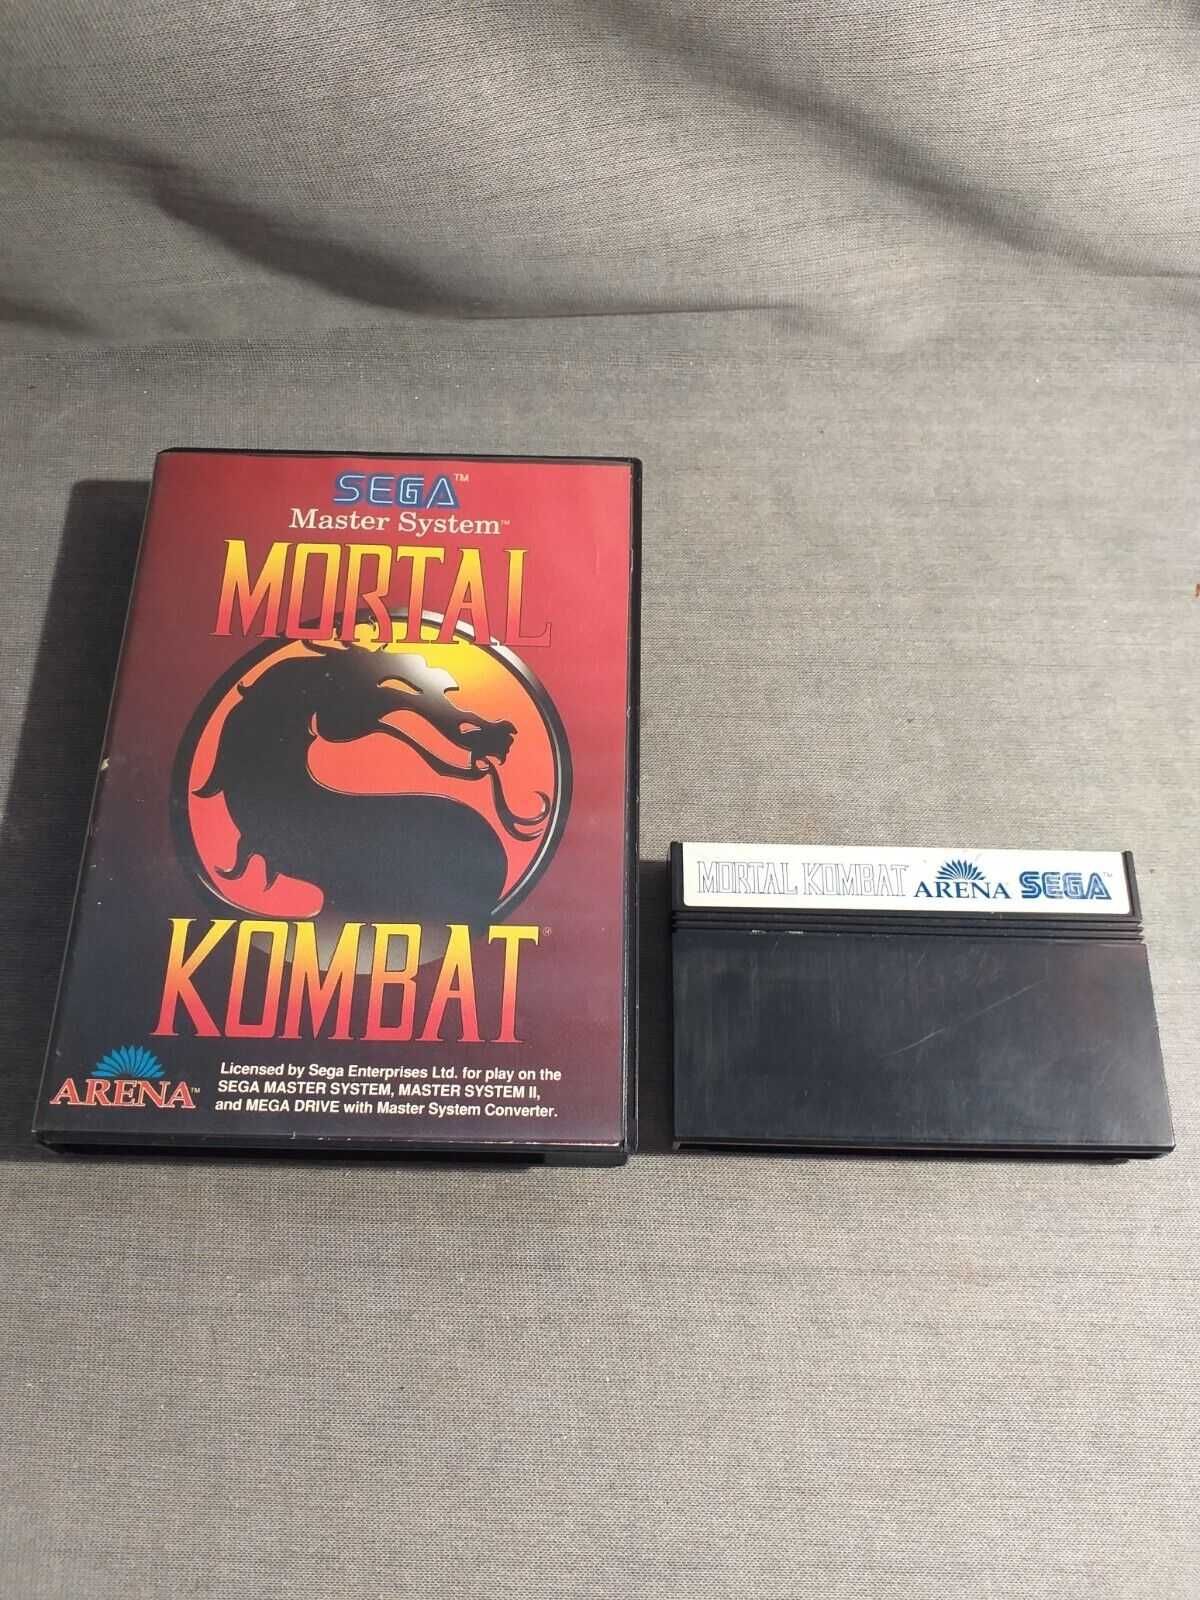 SEGA™
Master System™
MORTAL
KOMBAT®
ARENA™
Licensed by Sega Enterprises Ltd. for play on the
SEGA MASTER SYSTEM, MASTER SYSTEM II,
and MEGA DRIVE with Master System Converter.
MORTAL KOMBAT ARENA SEGA™